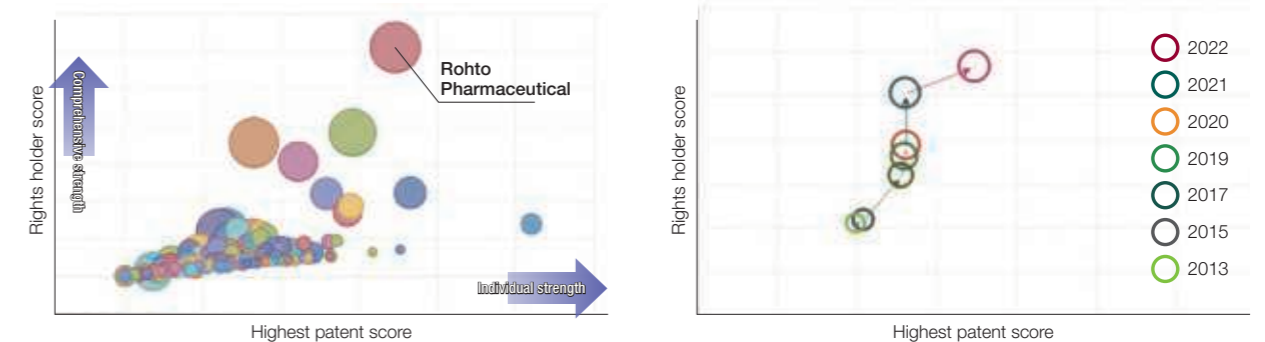 Rights holder score
Comprehensive strength
Rohto
Pharmaceutical
Individual strength
Highest patent score
Rights holder score
2022
2021
2020
2019
2017
2015
2013
Highest patent score